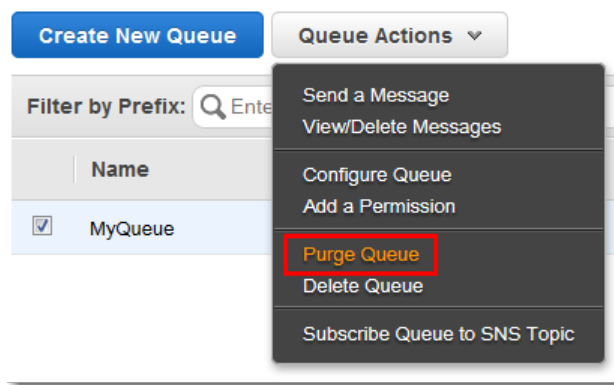 Create New Queue
Queue Actions
Filter by Prefix:
Ente
Send a Message
View/Delete Messages
Name
Configure Queue
Add a Permission
MyQueue
Purge Queue
Delete Queue
Subscribe Queue to SNS Topic